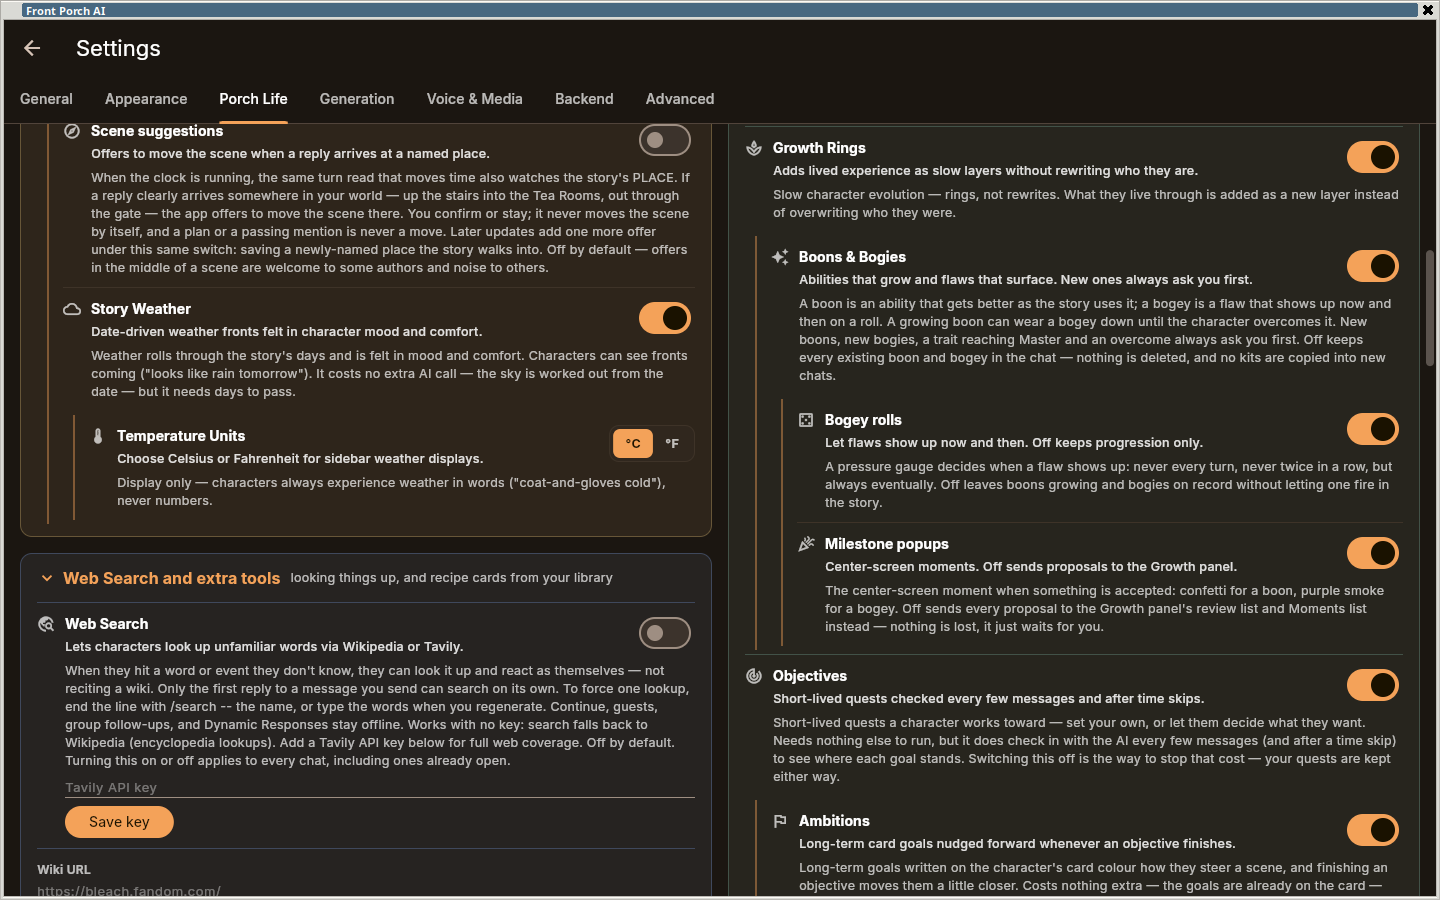 Front Porch AI
Settings
General
Appearance
Porch Life
Generation
Voice & Media
Backend
Advanced
Scene suggestions
Offers to move the scene when a reply arrives at a named place.
When the clock is running, the same turn read that moves time also watches the story's PLACE. If
a reply clearly arrives somewhere in your world — up the stairs into the Tea Rooms, out through
the gate — the app offers to move the scene there. You confirm or stay; it never moves the scene
by itself, and a plan or a passing mention is never a move. Later updates add one more offer
under this same switch: saving a newly-named place the story walks into. Off by default — offers
in the middle of a scene are welcome to some authors and noise to others.
Story Weather
Date-driven weather fronts felt in character mood and comfort.
Weather rolls through the story's days and is felt in mood and comfort. Characters can see fronts
coming ("looks like rain tomorrow"). It costs no extra AI call — the sky is worked out from the
date — but it needs days to pass.
Temperature Units
°C
°F
Choose Celsius or Fahrenheit for sidebar weather displays.
Display only — characters always experience weather in words ("coat-and-gloves cold"),
never numbers.
Web Search and extra tools looking things up, and recipe cards from your library
Web Search
Lets characters look up unfamiliar words via Wikipedia or Tavily.
When they hit a word or event they don't know, they can look it up and react as themselves — not
reciting a wiki. Only the first reply to a message you send can search on its own. To force one lookup,
end the line with /search -- the name, or type the words when you regenerate. Continue, guests,
group follow-ups, and Dynamic Responses stay offline. Works with no key: search falls back to
Wikipedia (encyclopedia lookups). Add a Tavily API key below for full web coverage. Off by default.
Turning this on or off applies to every chat, including ones already open.
Tavily API key
Save key
Wiki URL
https://bleach.fandom.com/
Growth Rings
Adds lived experience as slow layers without rewriting who they are.
Slow character evolution — rings, not rewrites. What they live through is added as a new layer instead
of overwriting who they were.
Boons & Bogies
Abilities that grow and flaws that surface. New ones always ask you first.
A boon is an ability that gets better as the story uses it; a bogey is a flaw that shows up now and
then on a roll. A growing boon can wear a bogey down until the character overcomes it. New
boons, new bogies, a trait reaching Master and an overcome always ask you first. Off keeps
every existing boon and bogey in the chat — nothing is deleted, and no kits are copied into new
chats.
Bogey rolls
Let flaws show up now and then. Off keeps progression only.
A pressure gauge decides when a flaw shows up: never every turn, never twice in a row, but
always eventually. Off leaves boons growing and bogies on record without letting one fire in
the story.
Milestone popups
Center-screen moments. Off sends proposals to the Growth panel.
The center-screen moment when something is accepted: confetti for a boon, purple smoke
for a bogey. Off sends every proposal to the Growth panel's review list and Moments list
instead — nothing is lost, it just waits for you.
Objectives
Short-lived quests checked every few messages and after time skips.
Short-lived quests a character works toward — set your own, or let them decide what they want.
Needs nothing else to run, but it does check in with the AI every few messages (and after a time skip)
to see where each goal stands. Switching this off is the way to stop that cost — your quests are kept
either way.
Ambitions
Long-term card goals nudged forward whenever an objective finishes.
Long-term goals written on the character's card colour how they steer a scene, and finishing an
objective moves them a little closer. Costs nothing extra — the goals are already on the card —